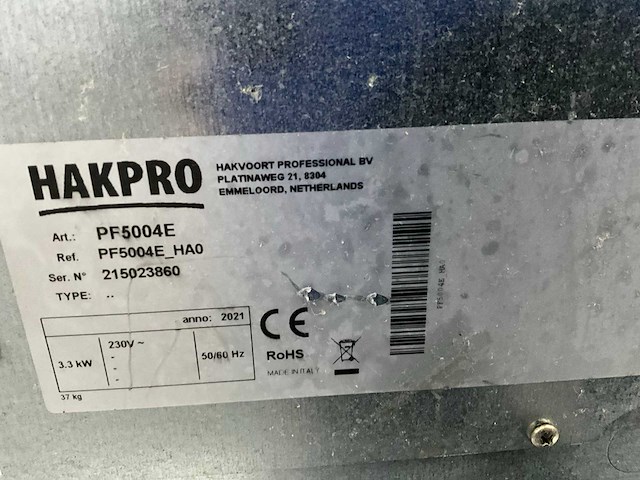 HAKPRO
HAKVOORT PROFESSIONAL BV
PLATINAWEG 21, 8304
EMMELOORD, NETHERLANDS
Art.: PF5004E
Ref. PF5004E_HA0
Ser. N° 215023860
TYPE: --
anno: 2021
3.3 kW
230V ~
-
-
-
50/60 Hz
37 kg
CE
RoHS
MADE IN ITALY
PF5004E_HA0